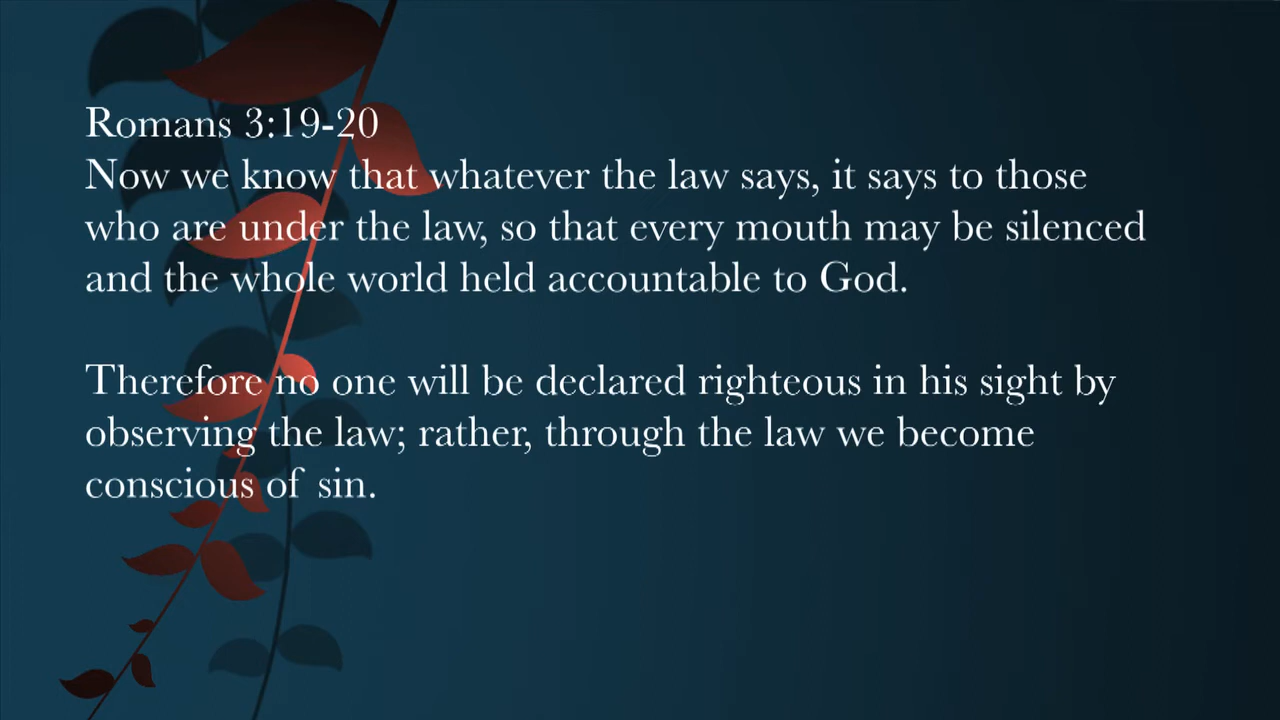 Romans 3:19-20
Now we know that whatever the law says, it says to those
who are under the law, so that every mouth may be silenced
and the whole world held accountable to God.
Therefore no one will be declared righteous in his sight by
observing the law; rather, through the law we become
conscious of sin.